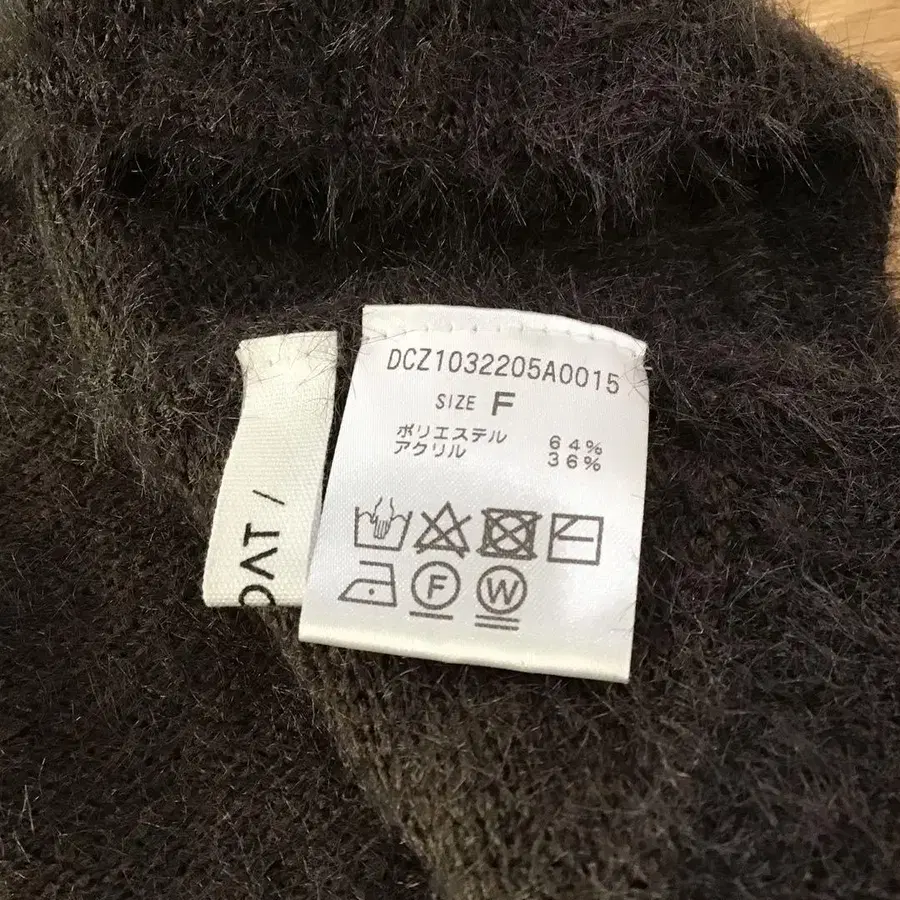 DCZ1032205A0015
SIZE F
ポリエステル 64%
アクリル 36%
F W
OAT /